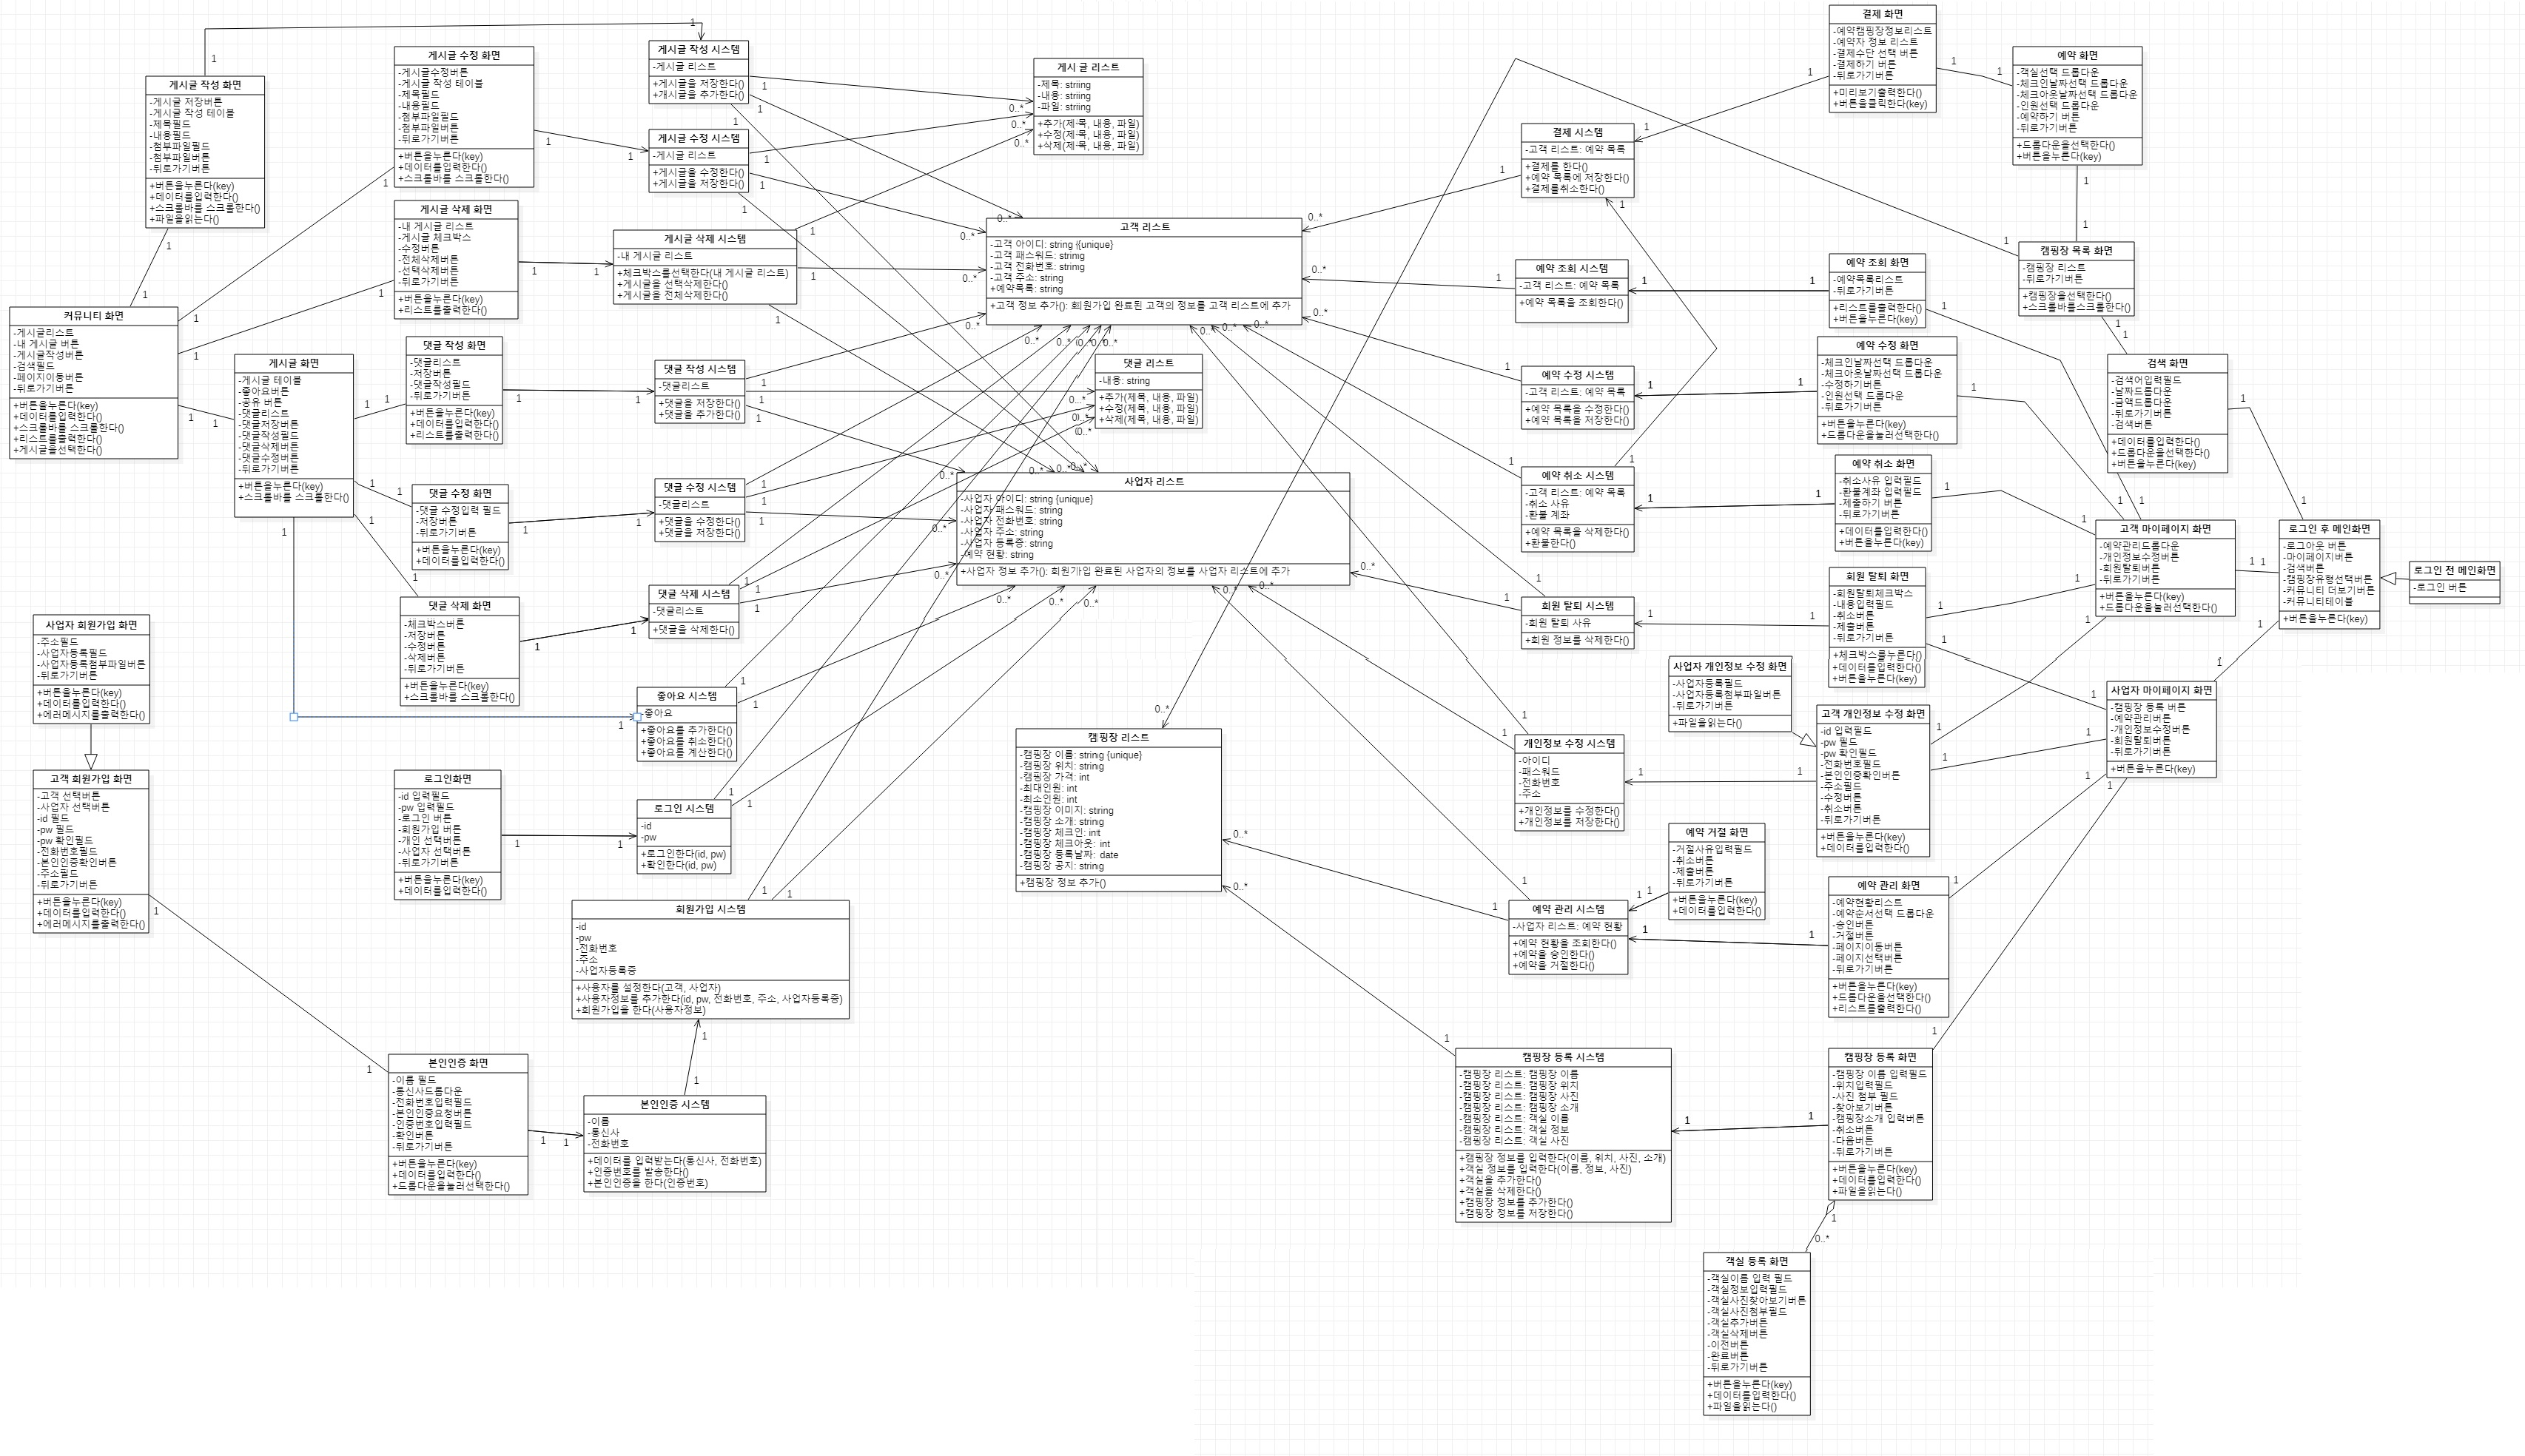 게시글 작성 화면
-게시글 저장버튼
-게시글 작성 테이블
-제목필드
-내용필드
-첨부파일필드
-첨부파일버튼
-뒤로가기버튼
+버튼을누른다(key)
+데이터를입력한다()
+스크롤바를 스크롤한다()
+파일을읽는다()
게시글 수정 화면
-게시글수정버튼
-게시글 작성 테이블
-제목필드
-내용필드
-첨부파일필드
-첨부파일버튼
-뒤로가기버튼
+버튼을누른다(key)
+데이터를입력한다()
+스크롤바를 스크롤한다()
게시글 삭제 화면
-내 게시글 리스트
-게시글 체크박스
-수정버튼
-전체삭제버튼
-선택삭제버튼
-뒤로가기버튼
+버튼을누른다(key)
+리스트를출력한다()
커뮤니티 화면
-게시글리스트
-내 게시글 버튼
-게시글작성버튼
-검색필드
-페이지이동버튼
-뒤로가기버튼
+버튼을누른다(key)
+데이터를입력한다()
+스크롤바를 스크롤한다()
+리스트를출력한다()
+게시글을선택한다()
게시글 화면
-게시글 테이블
-좋아요버튼
-공유 버튼
-댓글리스트
-댓글저장버튼
-댓글작성필드
-댓글삭제버튼
-댓글수정버튼
-뒤로가기버튼
+버튼을누른다(key)
+스크롤바를 스크롤한다()
댓글 작성 화면
-댓글리스트
-저장버튼
-댓글작성필드
-뒤로가기버튼
+버튼을누른다(key)
+데이터를입력한다()
+리스트를출력한다()
댓글 수정 화면
-댓글 수정입력 필드
-저장버튼
-뒤로가기버튼
+버튼을누른다(key)
+데이터를입력한다()
댓글 삭제 화면
-체크박스버튼
-저장버튼
-수정버튼
-삭제버튼
-뒤로가기버튼
+버튼을누른다(key)
+스크롤바를 스크롤한다()
사업자 회원가입 화면
-주소필드
-사업자등록필드
-사업자등록첨부파일버튼
-뒤로가기버튼
+버튼을누른다(key)
+데이터를입력한다()
+에러메시지를출력한다()
고객 회원가입 화면
-고객 선택버튼
-사업자 선택버튼
-id 필드
-pw 필드
-pw 확인필드
-전화번호필드
-본인인증확인버튼
-주소필드
-뒤로가기버튼
+버튼을누른다(key)
+데이터를입력한다()
+에러메시지를출력한다()
로그인화면
-id 입력필드
-pw 입력필드
-로그인 버튼
-회원가입 버튼
-개인 선택버튼
-사업자 선택버튼
-뒤로가기버튼
+버튼을누른다(key)
+데이터를입력한다()
본인인증 화면
-이름 필드
-통신사드롭다운
-전화번호입력필드
-본인인증요청버튼
-인증번호입력필드
-확인버튼
-뒤로가기버튼
+버튼을누른다(key)
+데이터를입력한다()
+드롭다운을눌러선택한다()
게시글 작성 시스템
-게시글 리스트
+게시글을 저장한다()
+개시글을 추가한다()
게시글 수정 시스템
-게시글 리스트
+게시글을 수정한다()
+게시글을 저장한다()
게시글 삭제 시스템
-내 게시글 리스트
+체크박스를선택한다(내 게시글 리스트)
+게시글을 선택삭제한다()
+게시글을 전체삭제한다()
댓글 작성 시스템
-댓글리스트
+댓글을 저장한다()
+댓글을 추가한다()
댓글 수정 시스템
-댓글리스트
+댓글을 수정한다()
+댓글을 저장한다()
댓글 삭제 시스템
-댓글리스트
+댓글을 삭제한다()
좋아요 시스템
-좋아요
+좋아요를 추가한다()
+좋아요를 취소한다()
+좋아요를 계산한다()
로그인 시스템
-id
-pw
+로그인한다(id, pw)
+확인한다(id, pw)
회원가입 시스템
-id
-pw
-전화번호
-주소
-사업자등록증
+사용자를 설정한다(고객, 사업자)
+사용자정보를 추가한다(id, pw, 전화번호, 주소, 사업자등록증)
+회원가입을 한다(사용자정보)
본인인증 시스템
-이름
-통신사
-전화번호
+데이터를 입력받는다(통신사, 전화번호)
+인증번호를 발송한다()
+본인인증을 한다(인증번호)
게시 글 리스트
-제목: striing
-내용: striing
-파일: striing
+추가(제목, 내용, 파일)
+수정(제목, 내용, 파일)
+삭제(제목, 내용, 파일)
고객 리스트
-고객 아이디: string {unique}
-고객 패스워드: string
-고객 전화번호: string
-고객 주소: string
+예약목록: string
+고객 정보 추가(): 회원가입 완료된 고객의 정보를 고객 리스트에 추가
댓글 리스트
-내용: string
+추가(제목, 내용, 파일)
+수정(제목, 내용, 파일)
+삭제(제목, 내용, 파일)
사업자 리스트
-사업자 아이디: string {uniqiue}
-사업자 패스워드: string
-사업자 전화번호: string
-사업자 주소: string
-사업자 등록증: string
-예약 현황: string
+사업자 정보 추가(): 회원가입 완료된 사업자의 정보를 사업자 리스트에 추가
캠핑장 리스트
-캠핑장 이름: string {unique}
-캠핑장 위치: string
-캠핑장 가격: int
-최대인원: int
-최소인원: int
-캠핑장 이미지: string
-캠핑장 소개: string
-캠핑장 체크인: int
-캠핑장 체크아웃: int
-캠핑장 등록날짜: date
-캠핑장 공지: string
+캠핑장 정보 추가()
결제 시스템
-고객 리스트: 예약 목록
+결제를 한다()
+예약 목록에 저장한다()
+결제를취소한다()
예약 조회 시스템
-고객 리스트: 예약 목록
+예약 목록을 조회한다()
예약 수정 시스템
-고객 리스트: 예약 목록
+예약 목록을 수정한다()
+예약 목록을 저장한다()
예약 취소 시스템
-고객 리스트: 예약 목록
-취소 사유
-환불 계좌
+예약 목록을 삭제한다()
+환불한다()
회원 탈퇴 시스템
-회원 탈퇴 사유
+회원 정보를 삭제한다()
개인정보 수정 시스템
-아이디
-패스워드
-전화번호
-주소
+개인정보를 수정한다()
+개인정보를 저장한다()
예약 관리 시스템
-사업자 리스트: 예약 현황
+예약 현황을 조회한다()
+예약을 승인한다()
+예약을 거절한다()
캠핑장 등록 시스템
-캠핑장 리스트: 캠핑장 이름
-캠핑장 리스트: 캠핑장 위치
-캠핑장 리스트: 캠핑장 사진
-캠핑장 리스트: 캠핑장 소개
-캠핑장 리스트: 객실 이름
-캠핑장 리스트: 객실 정보
-캠핑장 리스트: 객실 사진
+캠핑장 정보를 입력한다(이름, 위치, 사진, 소개)
+객실 정보를 입력한다(이름, 정보, 사진)
+객실을 추가한다()
+객실을 삭제한다()
+캠핑장 정보를 추가한다()
+캠핑장 정보를 저장한다()
결제 화면
-예약캠핑장정보리스트
-예약자 정보 리스트
-결제수단 선택 버튼
-결제하기 버튼
-뒤로가기버튼
+미리보기출력한다()
+버튼을클릭한다(key)
예약 화면
-객실선택 드롭다운
-체크인날짜선택 드롭다운
-체크아웃날짜선택 드롭다운
-인원선택 드롭다운
-예약하기 버튼
-뒤로가기버튼
+드롭다운을선택한다()
+버튼을누른다(key)
캠핑장 목록 화면
-캠핑장 리스트
-뒤로가기버튼
+캠핑장을선택한다()
+스크롤바를스크롤한다()
예약 조회 화면
-예약목록리스트
-뒤로가기버튼
+리스트를출력한다()
+버튼을누른다(key)
예약 수정 화면
-체크인날짜선택 드롭다운
-체크아웃날짜선택 드롭다운
-수정하기버튼
-인원선택 드롭다운
-뒤로가기버튼
+버튼을누른다(key)
+드롭다운을눌러선택한다()
검색 화면
-검색어입력필드
-날짜드롭다운
-금액드롭다운
-뒤로가기버튼
-검색버튼
+데이터를입력한다()
+드롭다운을선택한다()
+버튼을누른다(key)
예약 취소 화면
-취소사유 입력필드
-환불계좌 입력필드
-제출하기 버튼
-뒤로가기버튼
+데이터를입력한다()
+버튼을누른다(key)
고객 마이페이지 화면
-예약관리드롭다운
-개인정보수정버튼
-회원탈퇴버튼
-뒤로가기버튼
+버튼을누른다(key)
+드롭다운을눌러선택한다()
로그인 후 메인화면
-로그아웃 버튼
-마이페이지버튼
-검색버튼
-캠핑장유형선택버튼
-커뮤니티 더보기버튼
-커뮤니티테이블
+버튼을누른다(key)
로그인 전 메인화면
-로그인 버튼
회원 탈퇴 화면
-회원탈퇴체크박스
-내용입력필드
-취소버튼
-제출버튼
-뒤로가기버튼
+체크박스를누른다()
+데이터를입력한다()
+버튼을누른다(key)
사업자 개인정보 수정 화면
-사업자등록필드
-사업자등록첨부파일버튼
-뒤로가기버튼
+파일을읽는다()
고객 개인정보 수정 화면
-id 입력필드
-pw 필드
-pw 확인필드
-전화번호필드
-본인인증확인버튼
-주소필드
-수정버튼
-취소버튼
-뒤로가기버튼
+버튼을누른다(key)
+데이터를입력한다()
사업자 마이페이지 화면
-캠핑장 등록 버튼
-예약관리버튼
-개인정보수정버튼
-회원탈퇴버튼
-뒤로가기버튼
+버튼을누른다(key)
예약 거절 화면
-거절사유입력필드
-취소버튼
-제출버튼
-뒤로가기버튼
+버튼을누른다(key)
+데이터를입력한다()
예약 관리 화면
-예약현황리스트
-예약순서선택 드롭다운
-승인버튼
-거절버튼
-페이지이동버튼
-페이지선택버튼
-뒤로가기버튼
+버튼을누른다(key)
+드롭다운을선택한다()
+리스트를출력한다()
캠핑장 등록 화면
-캠핑장 이름 입력필드
-위치입력필드
-사진 첨부 필드
-찾아보기버튼
-캠핑장소개 입력버튼
-취소버튼
-다음버튼
-뒤로가기버튼
+버튼을누른다(key)
+데이터를입력한다()
+파일을읽는다()
객실 등록 화면
-객실이름 입력 필드
-객실정보입력필드
-객실사진찾아보기버튼
-객실사진첨부필드
-객실추가버튼
-객실삭제버튼
-이전버튼
-완료버튼
-뒤로가기버튼
+버튼을누른다(key)
+데이터를입력한다()
+파일을읽는다()